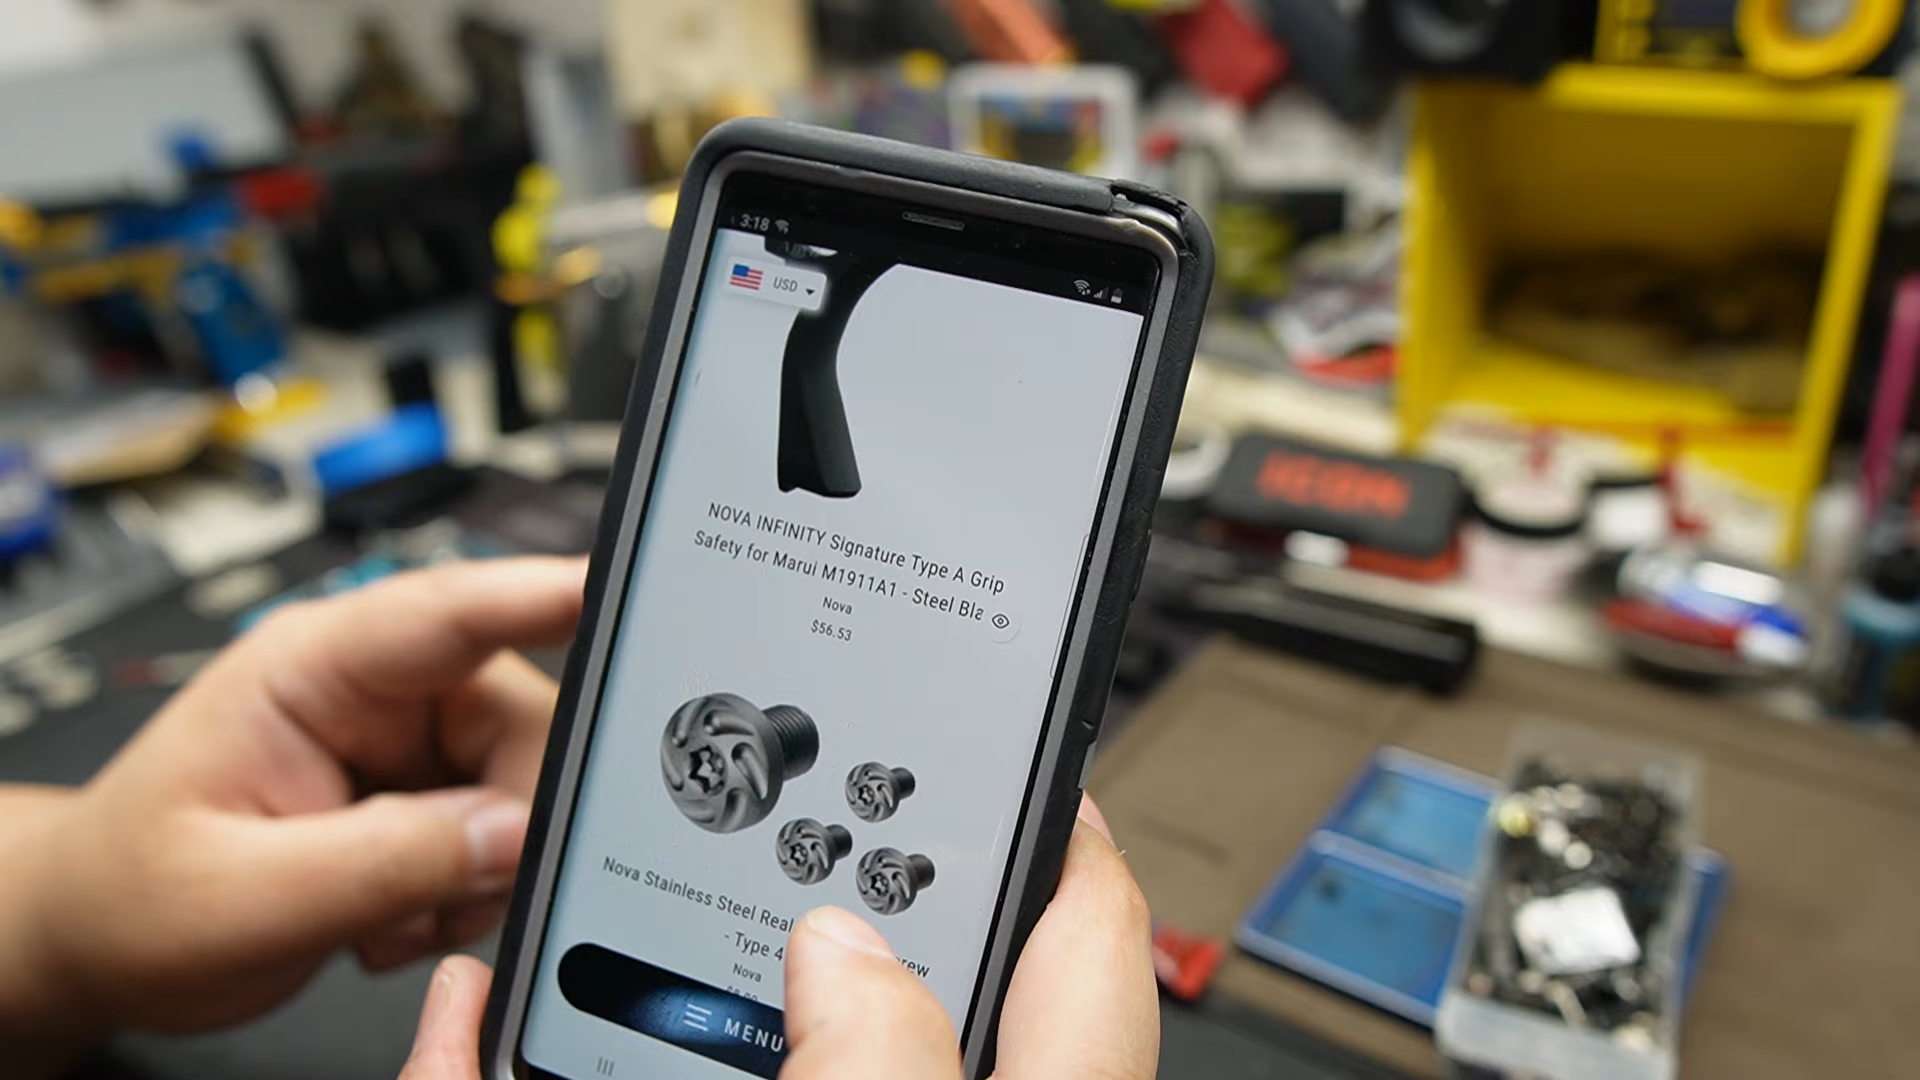 3:18
USD
NOVA INFINITY Signature Type A Grip
Safety for Marui M1911A1 - Steel Bla
Nova
$56.53
Nova Stainless Steel Real
- Type 4
Nova
MENU
ICON